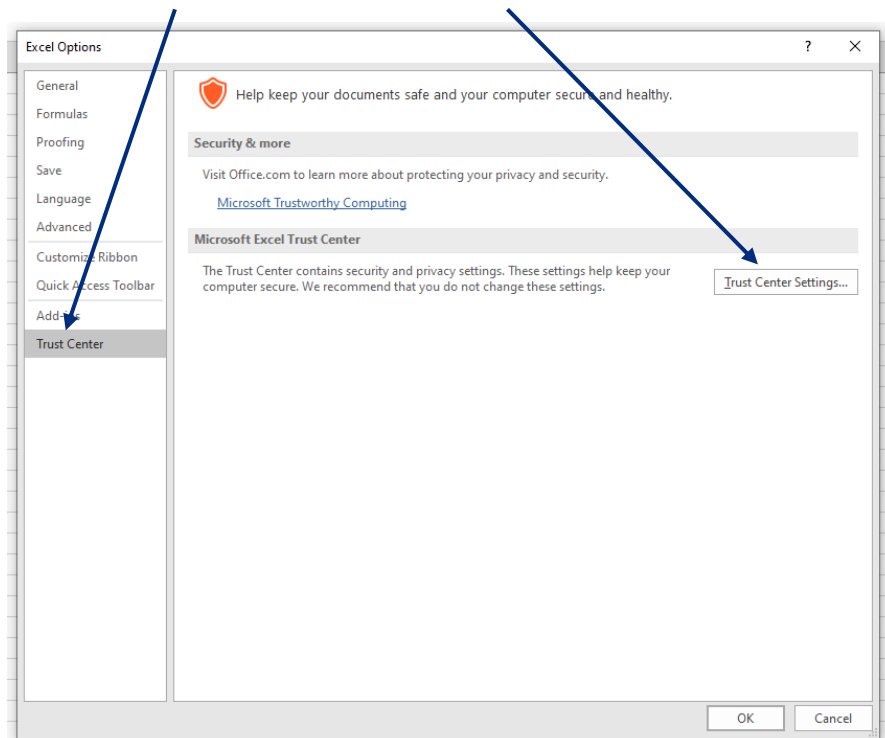 Excel Options
? ×
General
Formulas
Proofing
Save
Language
Advanced
Customize Ribbon
Quick Access Toolbar
Add-ins
Trust Center
Help keep your documents safe and your computer secure and healthy.
Security & more
Visit Office.com to learn more about protecting your privacy and security.
Microsoft Trustworthy Computing
Microsoft Excel Trust Center
The Trust Center contains security and privacy settings. These settings help keep your
computer secure. We recommend that you do not change these settings.
Trust Center Settings...
OK
Cancel